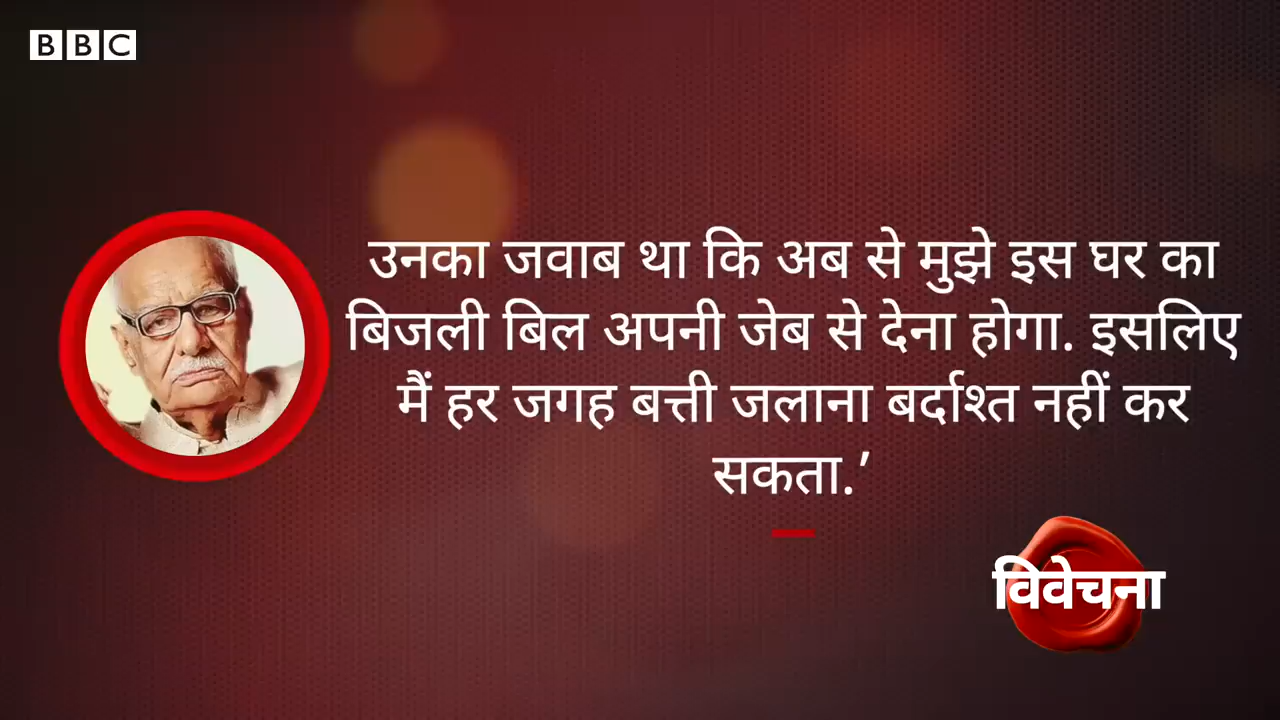 BBC
उनका जवाब था कि अब से मुझे इस घर का
बिजली बिल अपनी जेब से देना होगा. इसलिए
मैं हर जगह बत्ती जलाना बर्दाश्त नहीं कर
सकता.’
विवेचना